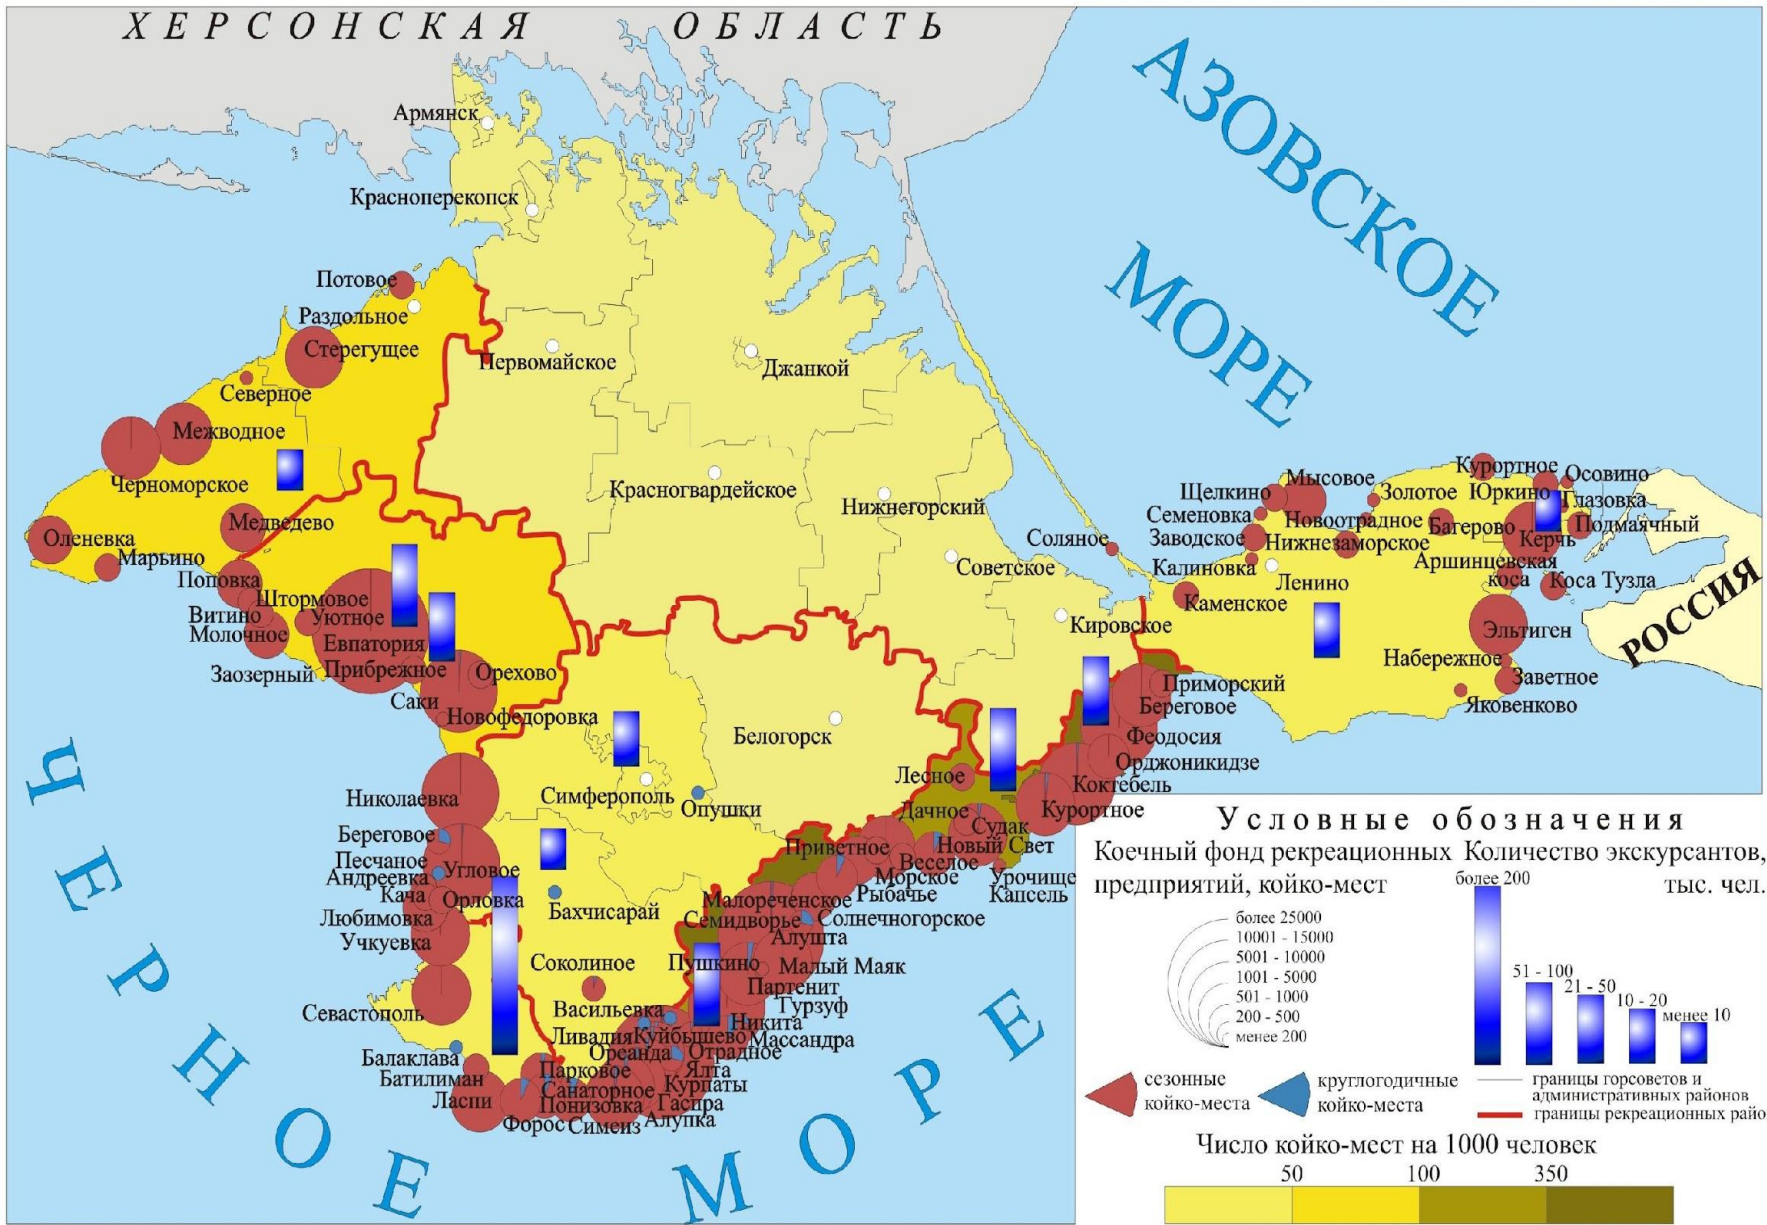 ХЕРСОНСКАЯ ОБЛАСТЬ
АЗОВСКОЕ
МОРЕ
ЧЕРНОЕ МОРЕ
РОССИЯ
Армянск
Красноперекопск
Потовое
Раздольное
Стерегущее
Северное
Межводное
Черноморское
Медведево
Оленевка
Марьино
Поповка
Штормовое
Витино
Уютное
Молочное
Евпатория
Заозерный
Прибрежное
Орехово
Саки
Новофедоровка
Первомайское
Джанкой
Красногвардейское
Нижнегорский
Советское
Соляное
Кировское
Белогорск
Симферополь
Опушки
Николаевка
Береговое
Песчаное
Угловое
Андреевка
Кача
Орловка
Любимовка
Учкуевка
Бахчисарай
Соколиное
Севастополь
Васильевка
Балаклава
Батилиман
Ласпи
Ливадия
Куйбышево
Ореанда
Отрадное
Парковое
Ялта
Санаторное
Курпаты
Понизовка
Гаспра
Форос
Симеиз
Алупка
Никита
Массандра
Гурзуф
Партенит
Пушкино
Малый Маяк
Алушта
Семидворье
Солнечногорское
Малореченское
Рыбачье
Приветное
Морское
Веселое
Новый Свет
Урочище
Капсель
Дачное
Судак
Лесное
Курортное
Коктебель
Орджоникидзе
Феодосия
Береговое
Приморский
Щелкино
Мысовое
Семеновка
Золотое
Новоотрадное
Заводское
Нижнезаморское
Калиновка
Ленино
Каменское
Курортное
Осовино
Юркино
Глазовка
Багерово
Подмаячный
Керчь
Аршинцевская
коса
Коса Тузла
Эльтиген
Набережное
Заветное
Яковенково
Условные обозначения
Коечный фонд рекреационных
предприятий, койко-мест
более 25000
10001 - 15000
5001 - 10000
1001 - 5000
501 - 1000
200 - 500
менее 200
Количество экскурсантов,
тыс. чел.
более 200
51 - 100
21 - 50
10 - 20
менее 10
сезонные
койко-места
круглогодичные
койко-места
границы горсоветов и
административных районов
границы рекреационных райо
Число койко-мест на 1000 человек
50 100 350